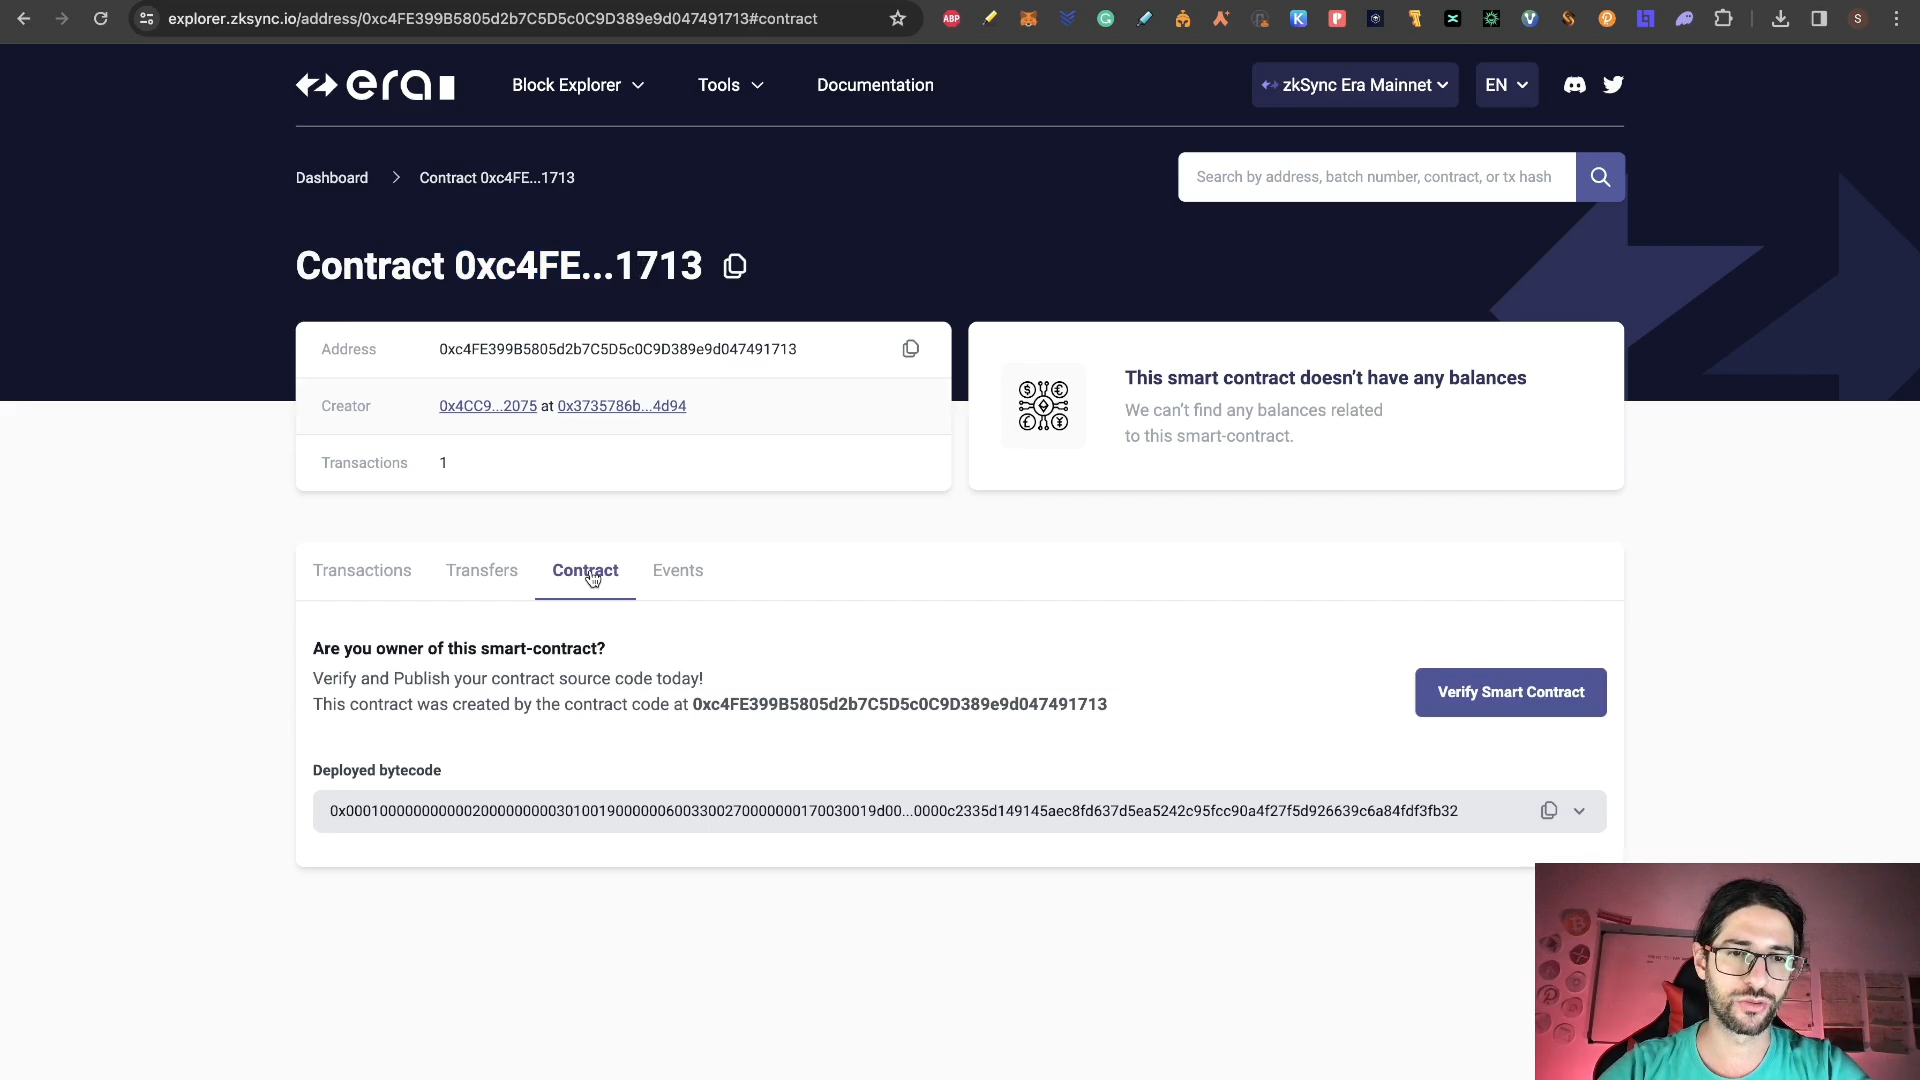 explorer.zksync.io/address/0xc4FE399B5805d2b7C5D5c0C9D389e9d047491713#contract
ABP
S
era
Block Explorer
Tools
Documentation
zkSync Era Mainnet
EN
Dashboard > Contract 0xc4FE...1713
Search by address, batch number, contract, or tx hash
Contract 0xc4FE...1713
Address 0xc4FE399B5805d2b7C5D5c0C9D389e9d047491713
Creator 0x4CC9...2075 at 0x3735786b...4d94
Transactions 1
This smart contract doesn't have any balances
We can't find any balances related
to this smart-contract.
Transactions Transfers Contract Events
Are you owner of this smart-contract?
Verify and Publish your contract source code today!
This contract was created by the contract code at 0xc4FE399B5805d2b7C5D5c0C9D389e9d047491713
Verify Smart Contract
Deployed bytecode
0x0001000000000002000000000301001900000006003300270000000170030019d00...0000c2335d149145aec8fd637d5ea5242c95fcc90a4f27f5d926639c6a84fdf3fb32